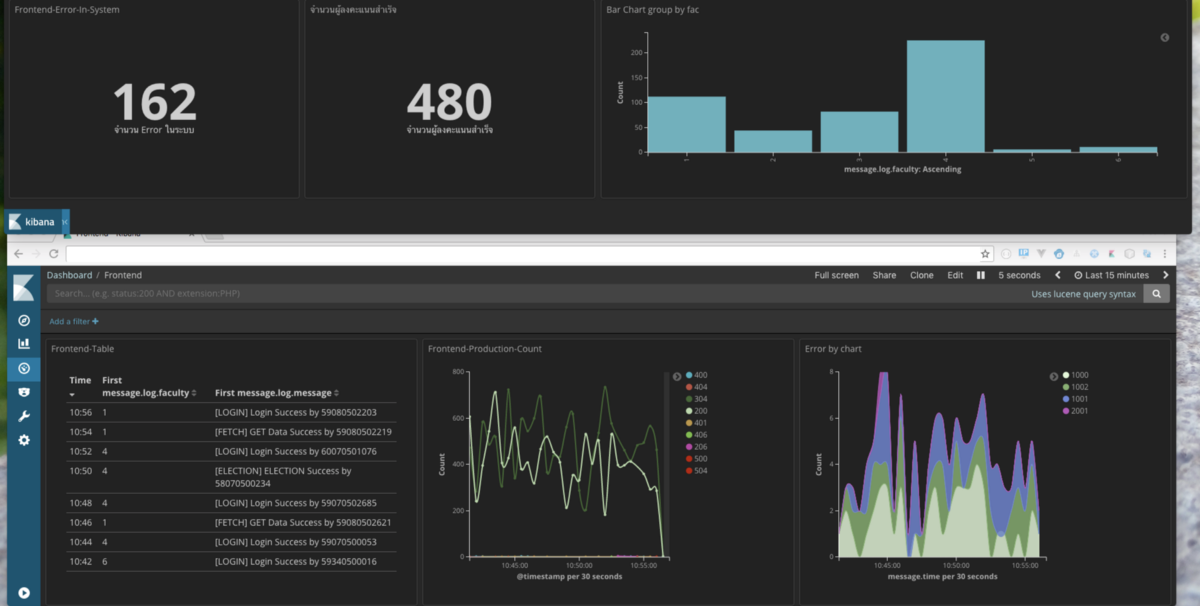 Frontend-Error-In-System
จำนวนผู้ลงคะแนนสำเร็จ
Bar Chart group by fac
162
จำนวน Error ในระบบ
480
จำนวนผู้ลงคะแนนสำเร็จ
Count
200
150
100
50
0
1
2
3
4
5
6
message.log.faculty: Ascending
kibana
Dashboard / Frontend
Full screen Share Clone Edit 5 seconds Last 15 minutes
Search... (e.g. status:200 AND extension:PHP)
Uses lucene query syntax
Add a filter +
Frontend-Table
Time First message.log.faculty First message.log.message
10:56 1 [LOGIN] Login Success by 59080502203
10:54 1 [FETCH] GET Data Success by 59080502219
10:52 4 [LOGIN] Login Success by 60070501076
10:50 4 [ELECTION] ELECTION Success by
58070500234
10:48 4 [LOGIN] Login Success by 59070502685
10:46 1 [FETCH] GET Data Success by 59080502621
10:44 4 [LOGIN] Login Success by 59070500053
10:42 6 [LOGIN] Login Success by 59340500016
Frontend-Production-Count
Count
800
600
400
200
0
10:45:00 10:50:00 10:55:00
@timestamp per 30 seconds
400
404
304
200
401
406
206
500
504
Error by chart
Count
8
6
4
2
0
10:45:00 10:50:00 10:55:00
message.time per 30 seconds
1000
1002
1001
2001